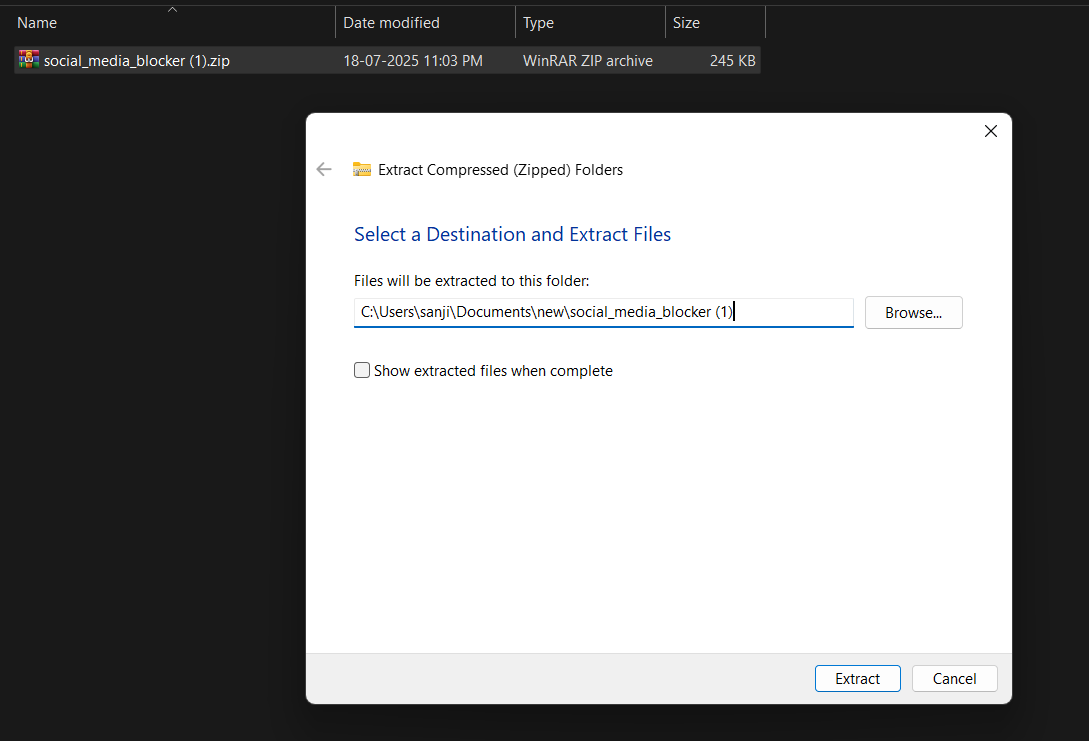 Name Date modified Type Size
social_media_blocker (1).zip 18-07-2025 11:03 PM WinRAR ZIP archive 245 KB
Extract Compressed (Zipped) Folders
Select a Destination and Extract Files
Files will be extracted to this folder:
C:\Users\sanji\Documents\new\social_media_blocker (1) Browse...
Show extracted files when complete
Extract Cancel